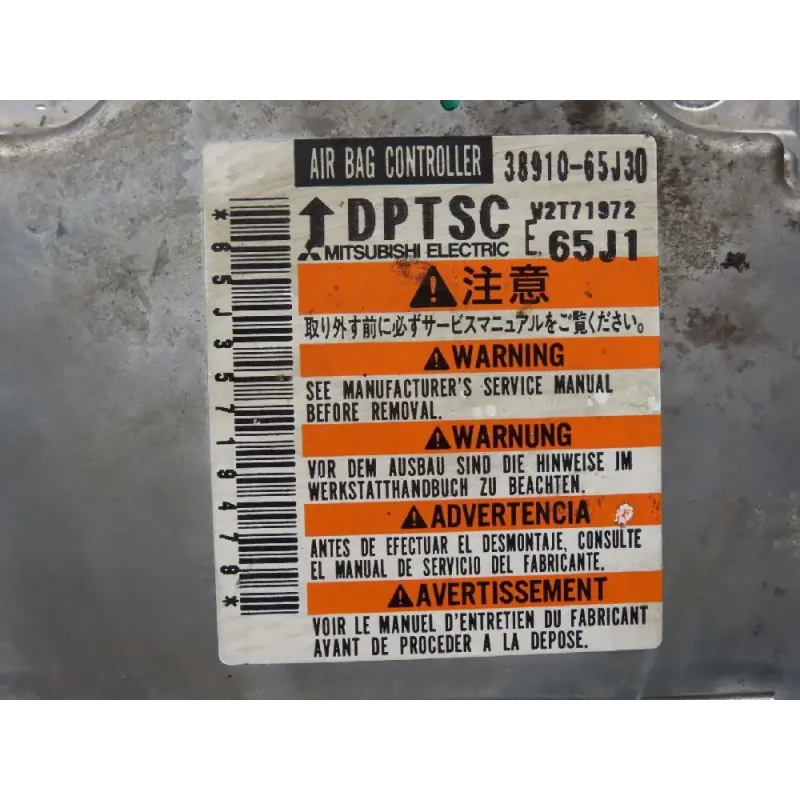 AIR BAG CONTROLLER 38910-65J30
DPTSC W2T71972
MITSUBISHI ELECTRIC E 65J1
注意
取り外す前に必ずサービスマニュアルをご覧ください。
WARNING
SEE MANUFACTURER'S SERVICE MANUAL
BEFORE REMOVAL.
WARNUNG
VOR DEM AUSBAU SIND DIE HINWEISE IM
WERKSTATTHANDBUCH ZU BEACHTEN.
ADVERTENCIA
ANTES DE EFECTUAR EL DESMONTAJE, CONSULTE
EL MANUAL DE SERVICIO DEL FABRICANTE.
AVERTISSEMENT
VOIR LE MANUEL D'ENTRETIEN DU FABRICANT
AVANT DE PROCEDER A LA DEPOSE.
*65J35719479*